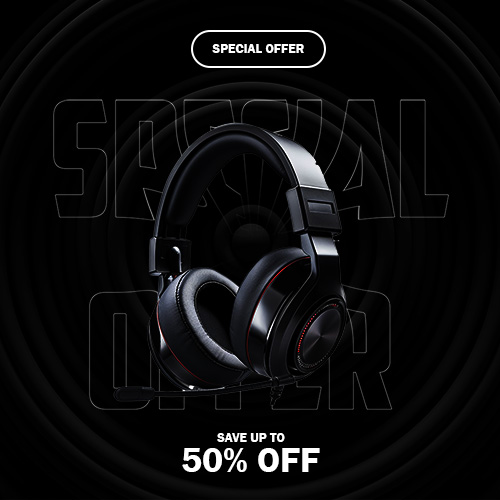 SPECIAL OFFER
SPECIAL
OFFER
SAVE UP TO
50% OFF